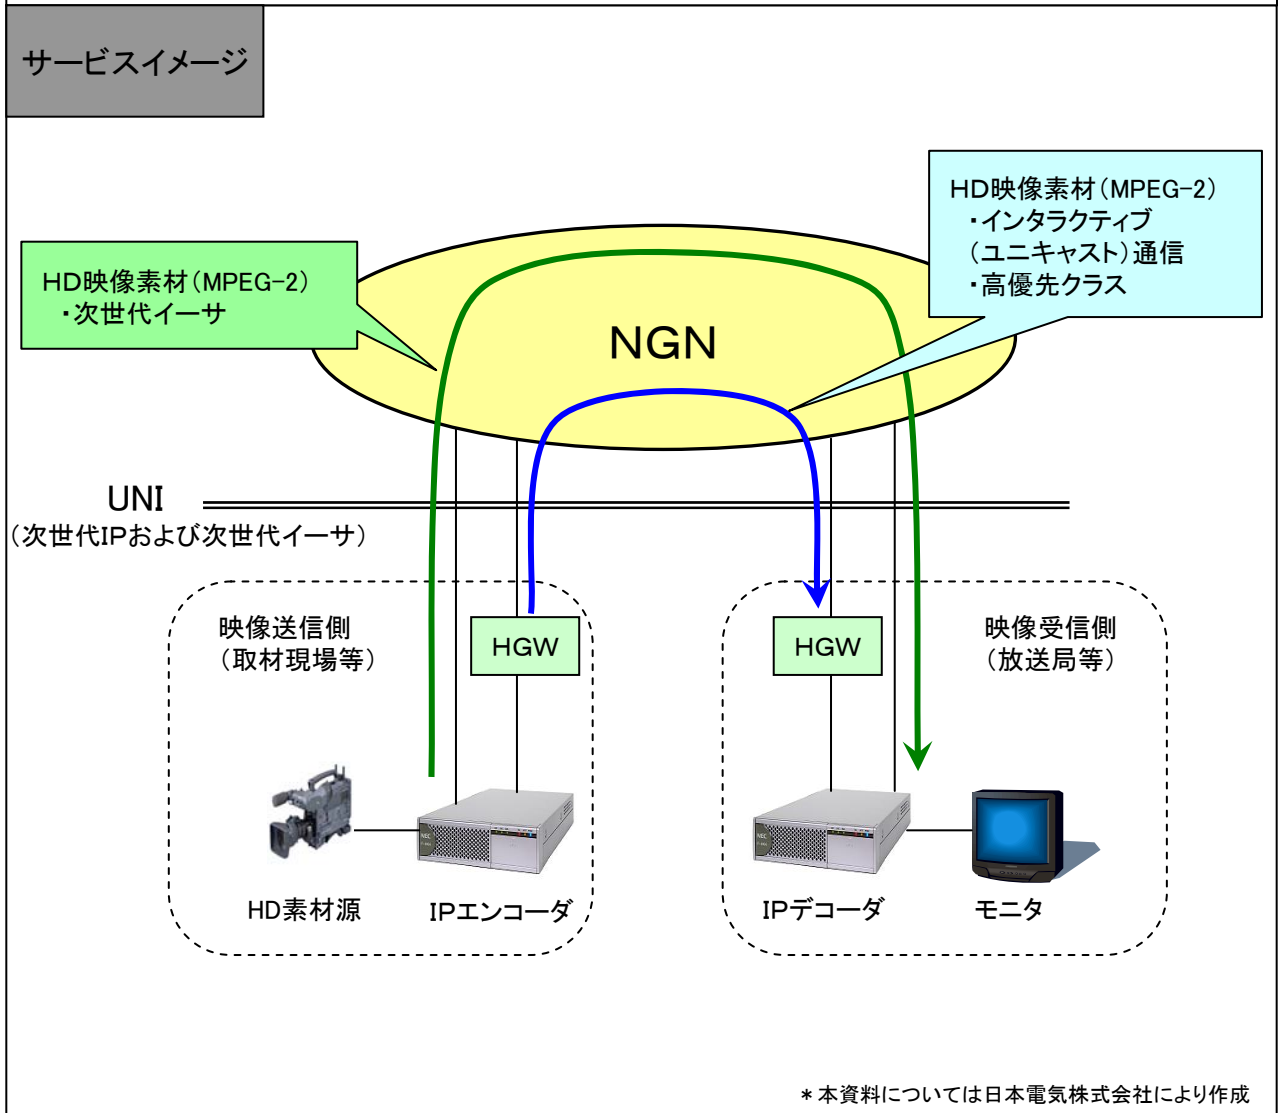 サービスイメージ
HD映像素材（MPEG-2）
・インタラクティブ
（ユニキャスト）通信
・高優先クラス
HD映像素材（MPEG-2）
・次世代イーサ
NGN
UNI
（次世代IPおよび次世代イーサ）
映像送信側
（取材現場等）
HGW
HGW
映像受信側
（放送局等）
NEC
NEC
HD素材源
IPエンコーダ
IPデコーダ
モニタ
＊本資料については日本電気株式会社により作成